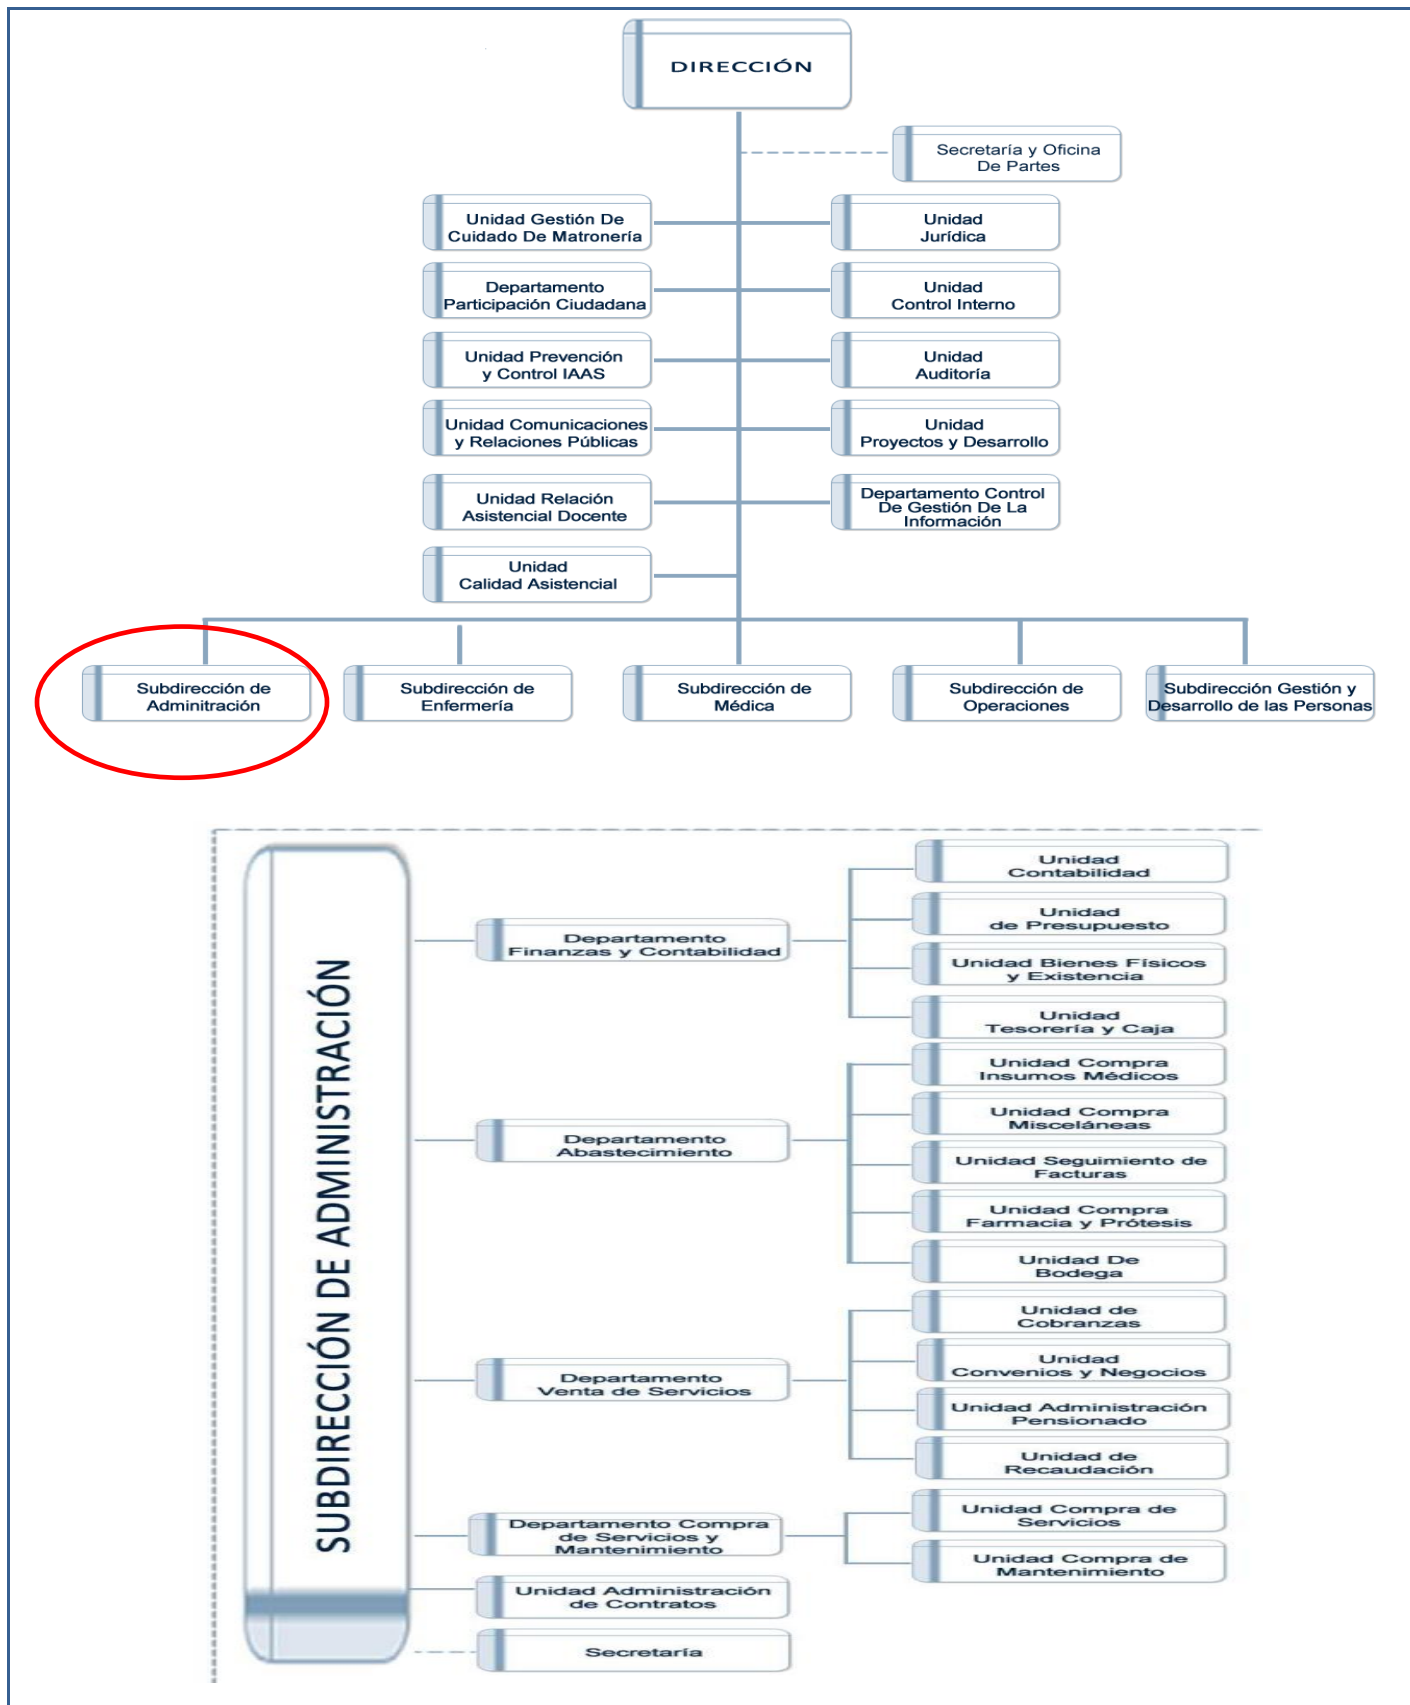 DIRECCIÓN
Secretaría y Oficina
De Partes
Unidad Gestión De
Cuidado De Matronería
Unidad
Jurídica
Departamento
Participación Ciudadana
Unidad
Control Interno
Unidad Prevención
y Control IAAS
Unidad
Auditoría
Unidad Comunicaciones
y Relaciones Públicas
Unidad
Proyectos y Desarrollo
Unidad Relación
Asistencial Docente
Departamento Control
De Gestión De La
Información
Unidad
Calidad Asistencial
Subdirección de
Adminitración
Subdirección de
Enfermería
Subdirección de
Médica
Subdirección de
Operaciones
Subdirección Gestión y
Desarrollo de las Personas
SUBDIRECCIÓN DE ADMINISTRACIÓN
Departamento
Finanzas y Contabilidad
Unidad
Contabilidad
Unidad
de Presupuesto
Unidad Bienes Físicos
y Existencia
Unidad
Tesorería y Caja
Departamento
Abastecimiento
Unidad Compra
Insumos Médicos
Unidad Compra
Misceláneas
Unidad Seguimiento de
Facturas
Unidad Compra
Farmacia y Prótesis
Unidad De
Bodega
Departamento
Venta de Servicios
Unidad de
Cobranzas
Unidad
Convenios y Negocios
Unidad Administración
Pensionado
Unidad de
Recaudación
Departamento Compra
de Servicios y
Mantenimiento
Unidad Compra de
Servicios
Unidad Compra de
Mantenimiento
Unidad Administración
de Contratos
Secretaría